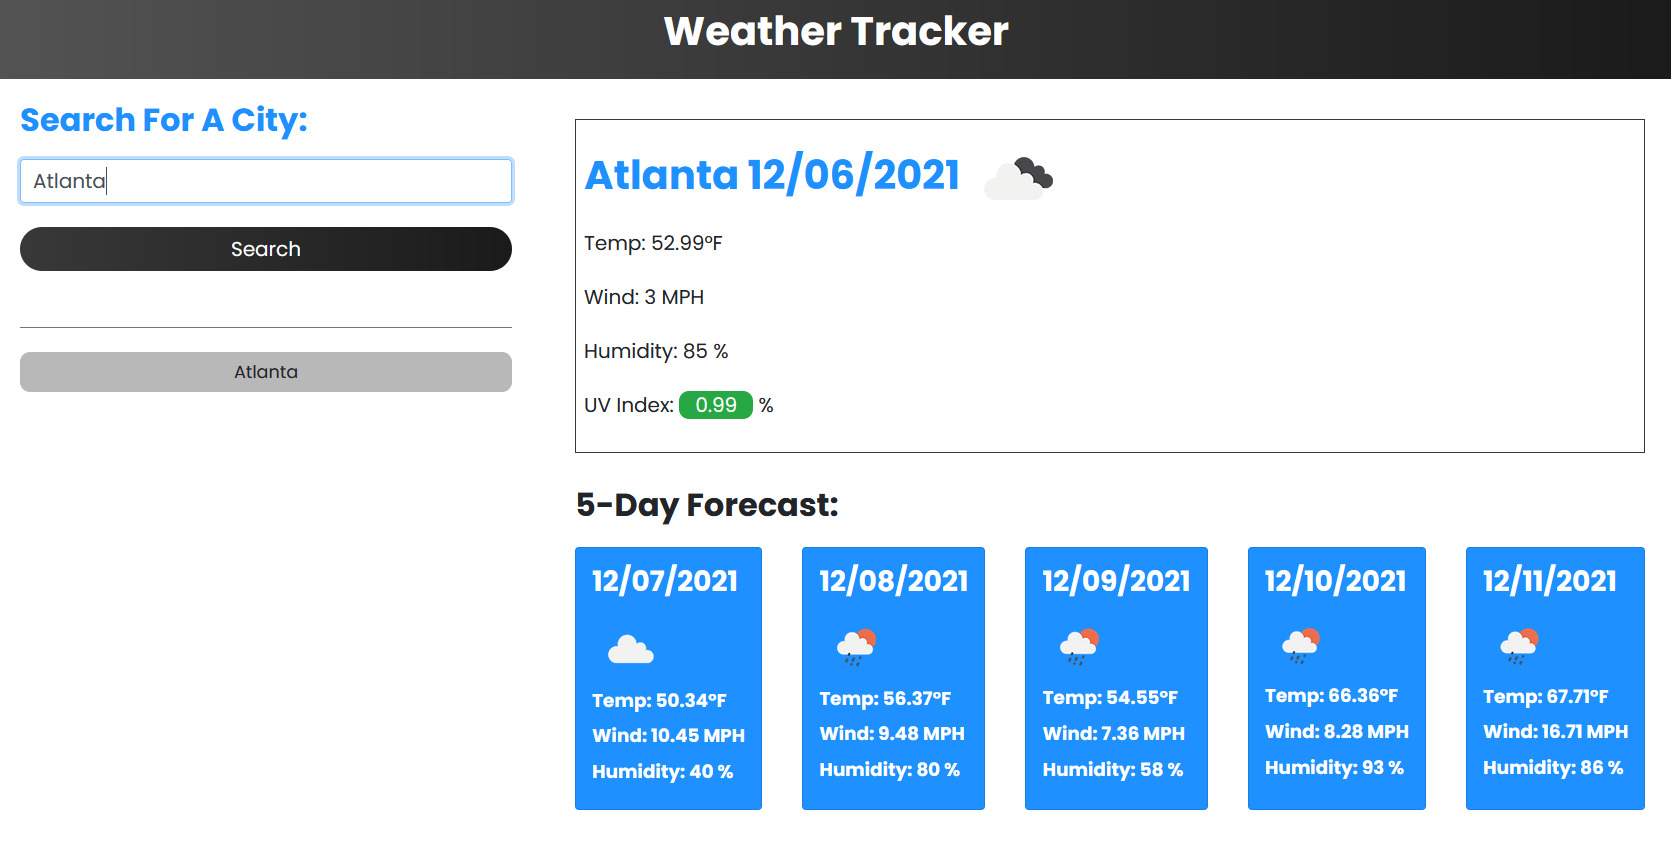 Weather Tracker
Search For A City:
Atlanta
Search
Atlanta
Atlanta 12/06/2021
Temp: 52.99°F
Wind: 3 MPH
Humidity: 85 %
UV Index: 0.99 %
5-Day Forecast:
12/07/2021
Temp: 50.34°F
Wind: 10.45 MPH
Humidity: 40 %
12/08/2021
Temp: 56.37°F
Wind: 9.48 MPH
Humidity: 80 %
12/09/2021
Temp: 54.55°F
Wind: 7.36 MPH
Humidity: 58 %
12/10/2021
Temp: 66.36°F
Wind: 8.28 MPH
Humidity: 93 %
12/11/2021
Temp: 67.71°F
Wind: 16.71 MPH
Humidity: 86 %